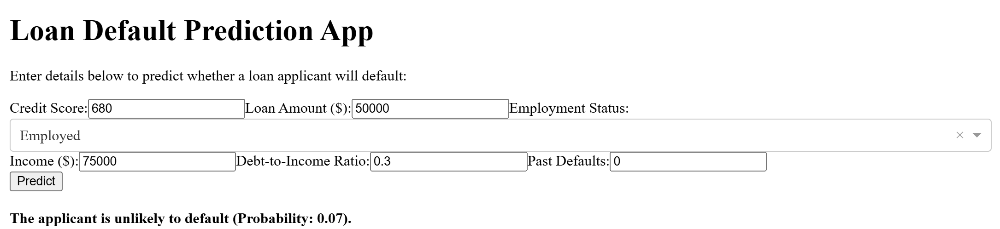 Loan Default Prediction App
Enter details below to predict whether a loan applicant will default:
Credit Score: 680 Loan Amount ($): 50000 Employment Status:
Employed
Income ($): 75000 Debt-to-Income Ratio: 0.3 Past Defaults: 0
Predict
The applicant is unlikely to default (Probability: 0.07).